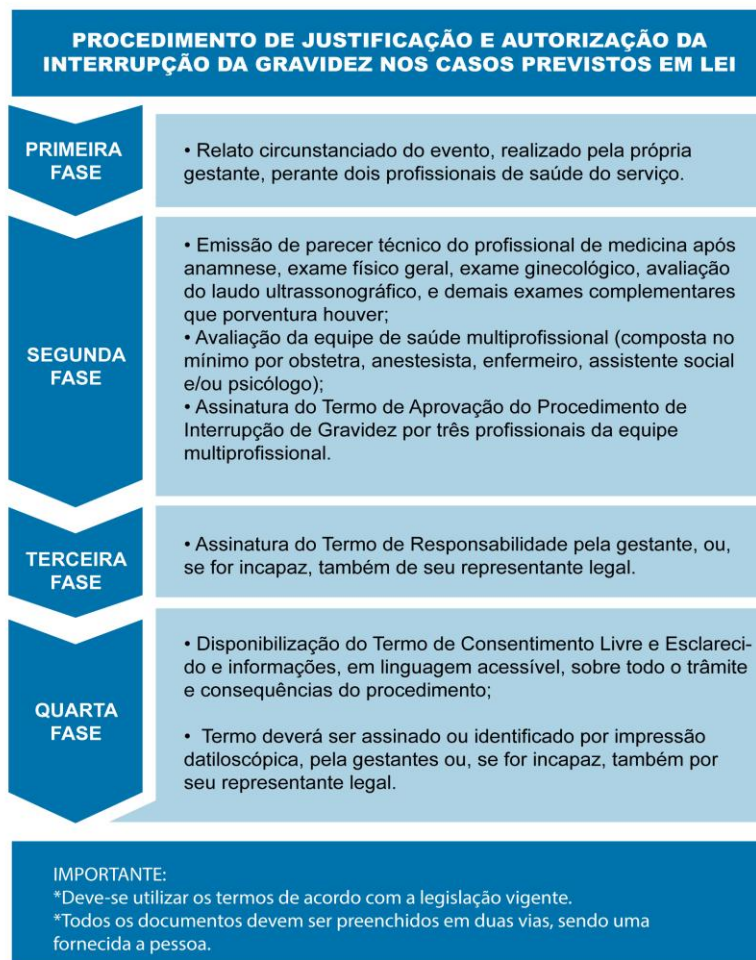 PROCEDIMENTO DE JUSTIFICAÇÃO E AUTORIZAÇÃO DA
INTERRUPÇÃO DA GRAVIDEZ NOS CASOS PREVISTOS EM LEI
PRIMEIRA
FASE
• Relato circunstanciado do evento, realizado pela própria
gestante, perante dois profissionais de saúde do serviço.
SEGUNDA
FASE
• Emissão de parecer técnico do profissional de medicina após
anamnese, exame físico geral, exame ginecológico, avaliação
do laudo ultrassonográfico, e demais exames complementares
que porventura houver;
• Avaliação da equipe de saúde multiprofissional (composta no
mínimo por obstetra, anestesista, enfermeiro, assistente social
e/ou psicólogo);
• Assinatura do Termo de Aprovação do Procedimento de
Interrupção de Gravidez por três profissionais da equipe
multiprofissional.
TERCEIRA
FASE
• Assinatura do Termo de Responsabilidade pela gestante, ou,
se for incapaz, também de seu representante legal.
QUARTA
FASE
• Disponibilização do Termo de Consentimento Livre e Esclareci-
do e informações, em linguagem acessível, sobre todo o trâmite
e consequências do procedimento;
• Termo deverá ser assinado ou identificado por impressão
datiloscópica, pela gestantes ou, se for incapaz, também por
seu representante legal.
IMPORTANTE:
*Deve-se utilizar os termos de acordo com a legislação vigente.
*Todos os documentos devem ser preenchidos em duas vias, sendo uma
fornecida a pessoa.